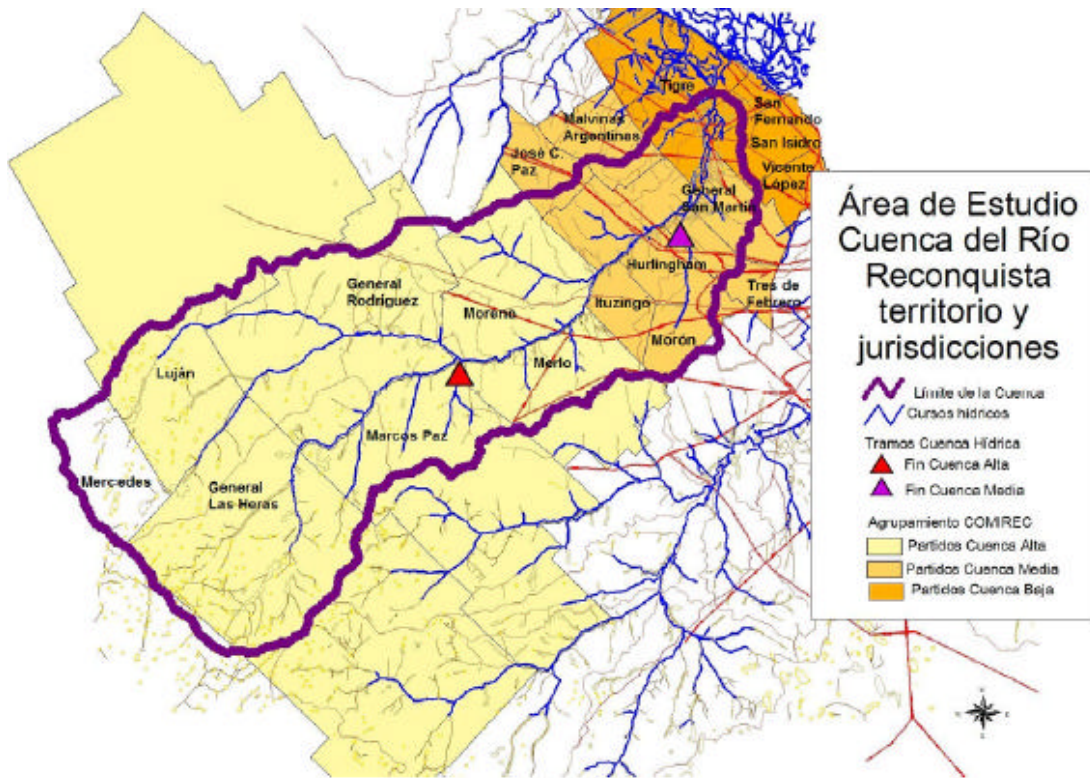 Tigre
San
Fernando
Malvinas
Argentinas
San Isidro
José C.
Paz
Vicente
López
General
San Martín
Hurlingham
General
Rodríguez
Tres de
Febrero
Ituzingo
Moreno
Morón
Merlo
Luján
Marcos Paz
Mercedes
General
Las Heras
Área de Estudio
Cuenca del Río
Reconquista
territorio y
jurisdicciones
Límite de la Cuenca
Cursos hídricos
Tramos Cuenca Hídrica
Fin Cuenca Alta
Fin Cuenca Media
Agrupamiento COMIREC
Partidos Cuenca Alta
Partidos Cuenca Media
Partidos Cuenca Baja